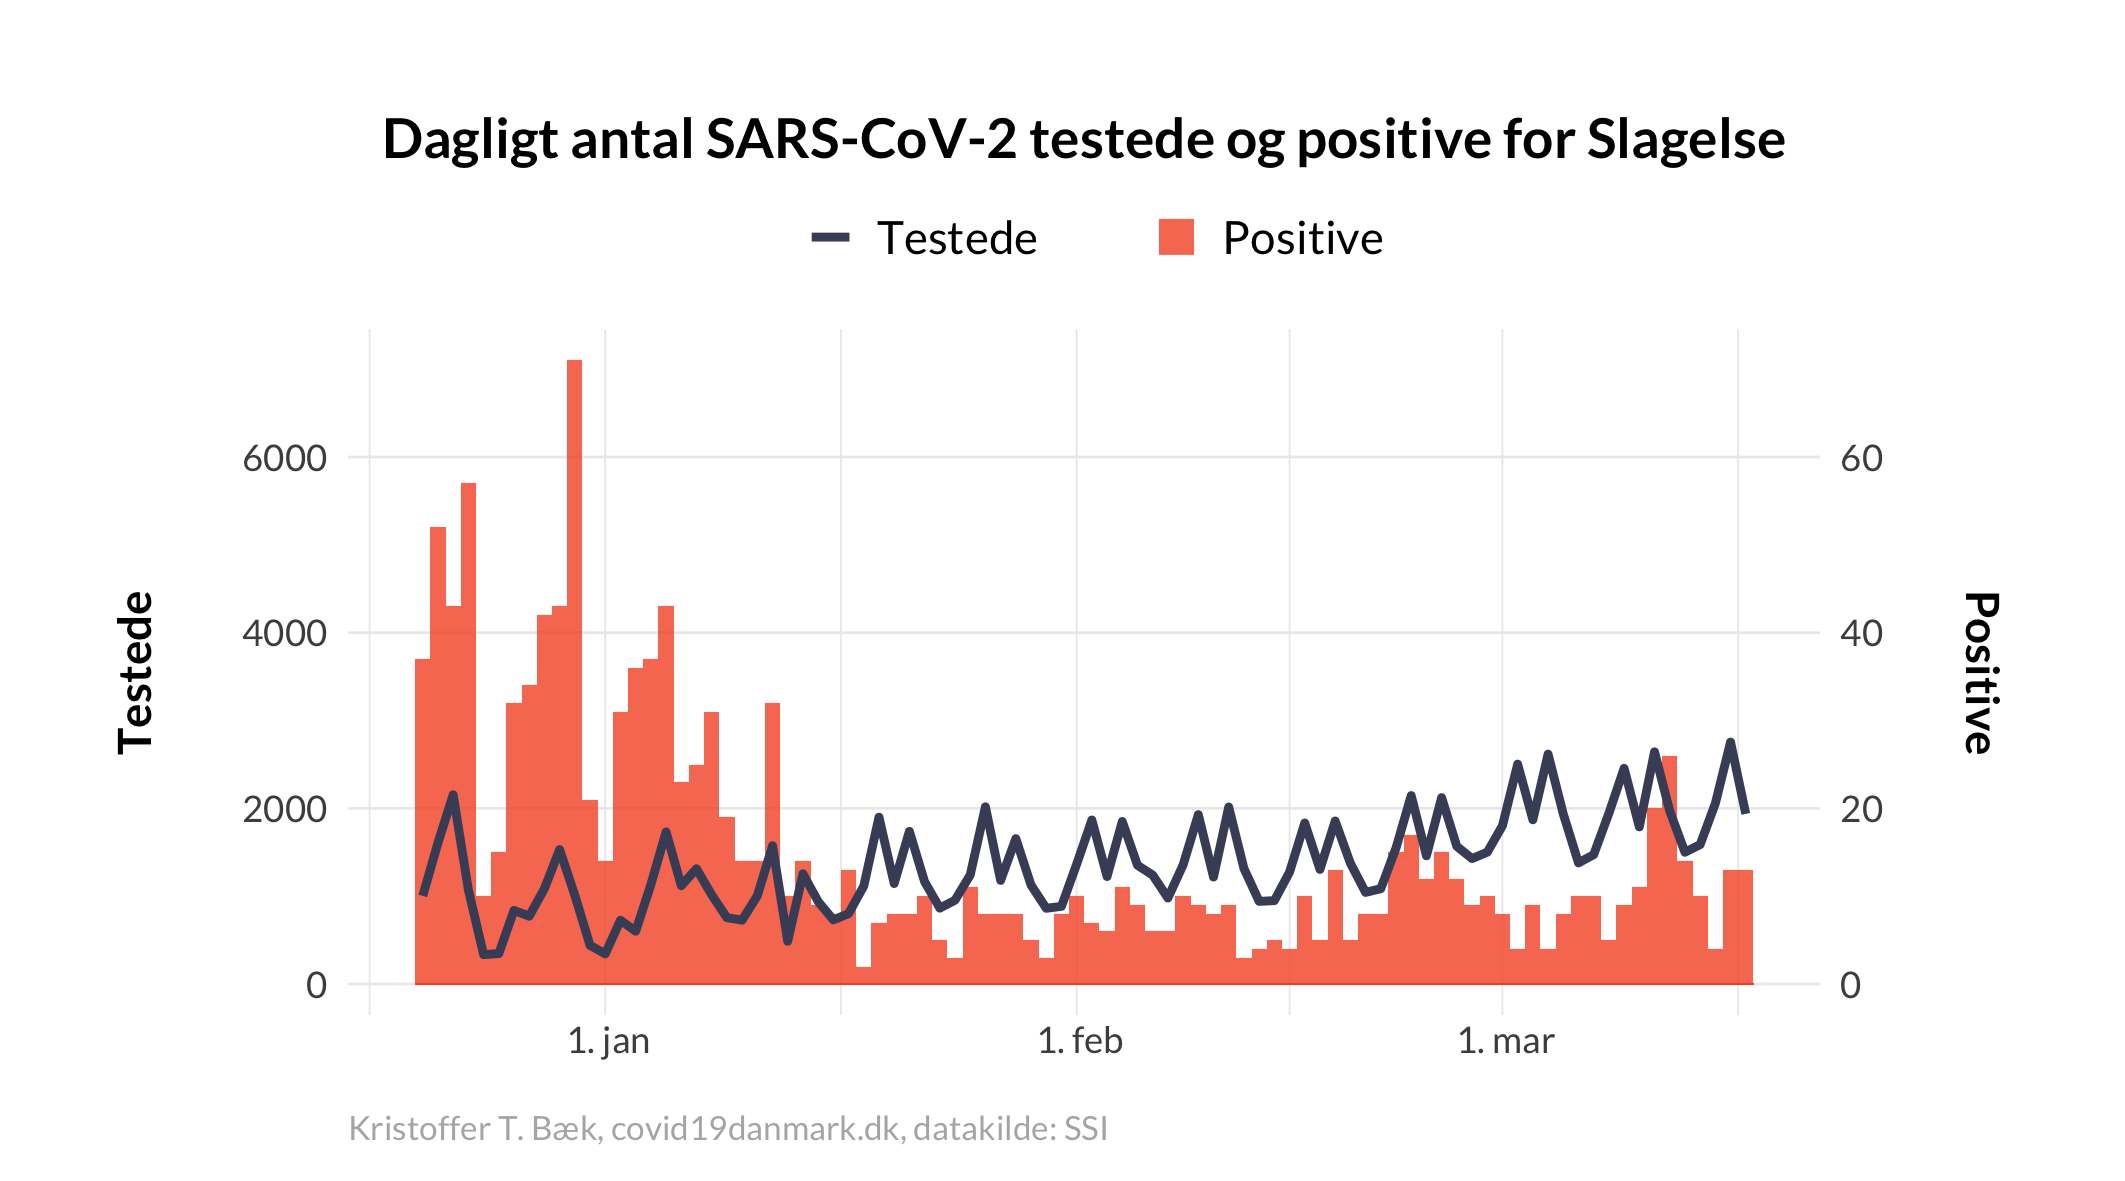 Dagligt antal SARS-CoV-2 testede og positive for Slagelse
Testede
Positive
Testede
6000
4000
2000
0
60
40
20
0
Positive
1. jan
1. feb
1. mar
Kristoffer T. Bæk, covid19danmark.dk, datakilde: SSI